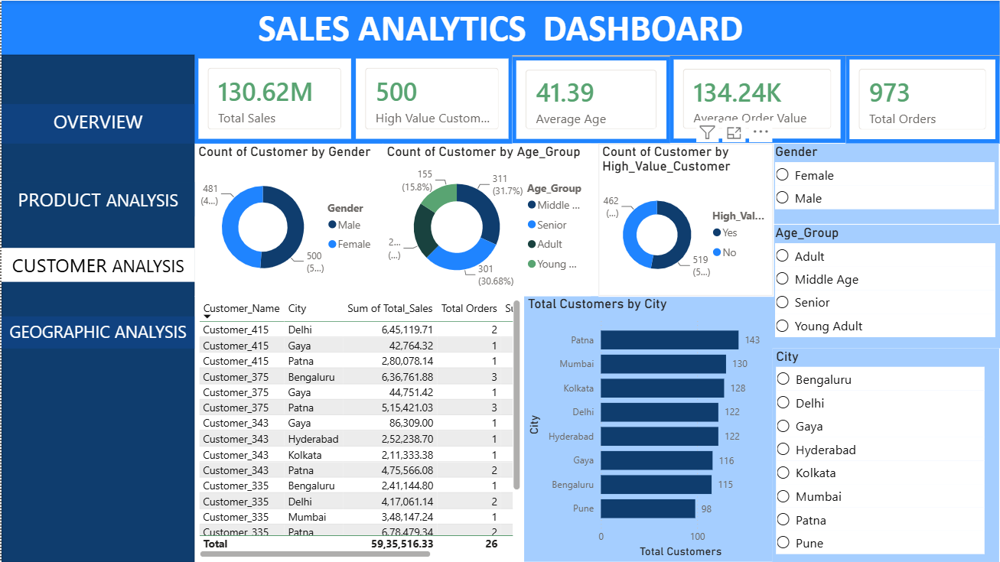 SALES ANALYTICS  DASHBOARD
OVERVIEW
PRODUCT ANALYSIS
CUSTOMER ANALYSIS
GEOGRAPHIC ANALYSIS
130.62M
Total Sales
500
High Value Custom...
41.39
Average Age
134.24K
Average Order Value
973
Total Orders
Count of Customer by Gender
481
(4...)
500
(5...)
Gender
Male
Female
Count of Customer by Age_Group
155
(15.8%)
311
(31.7%)
2...
(...)
301
(30.68%)
Age_Group
Middle ...
Senior
Adult
Young ...
Count of Customer by
High_Value_Customer
462
(...)
519
(5...)
High_Val...
Yes
No
Gender
Female
Male
Age_Group
Adult
Middle Age
Senior
Young Adult
City
Bengaluru
Delhi
Gaya
Hyderabad
Kolkata
Mumbai
Patna
Pune
Customer_Name City Sum of Total_Sales Total Orders
Customer_415 Delhi 6,45,119.71 2
Customer_415 Gaya 42,764.32 1
Customer_415 Patna 2,80,078.14 1
Customer_375 Bengaluru 6,36,761.88 3
Customer_375 Gaya 44,751.42 1
Customer_375 Patna 5,15,421.03 3
Customer_343 Gaya 86,309.00 1
Customer_343 Hyderabad 2,52,238.70 1
Customer_343 Kolkata 2,11,333.38 1
Customer_343 Patna 4,75,566.08 2
Customer_335 Bengaluru 2,41,144.80 1
Customer_335 Delhi 4,17,061.14 2
Customer_335 Mumbai 3,48,147.24 1
Customer_335 Patna 6,78,479.34 2
Total 59,35,516.33 26
Total Customers by City
City
Patna 143
Mumbai 130
Kolkata 128
Delhi 122
Hyderabad 122
Gaya 116
Bengaluru 115
Pune 98
0 100
Total Customers